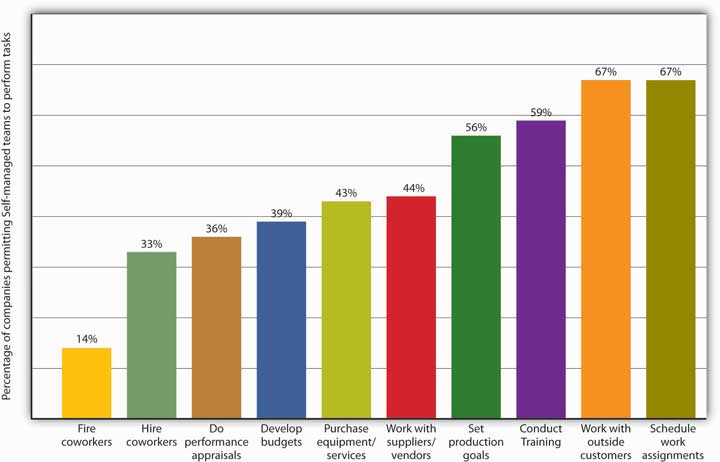 Percentage of companies permitting Self-managed teams to perform tasks
14%
33%
36%
39%
43%
44%
56%
59%
67%
67%
Fire
coworkers
Hire
coworkers
Do
performance
appraisals
Develop
budgets
Purchase
equipment/
services
Work with
suppliers/
vendors
Set
production
goals
Conduct
Training
Work with
outside
customers
Schedule
work
assignments